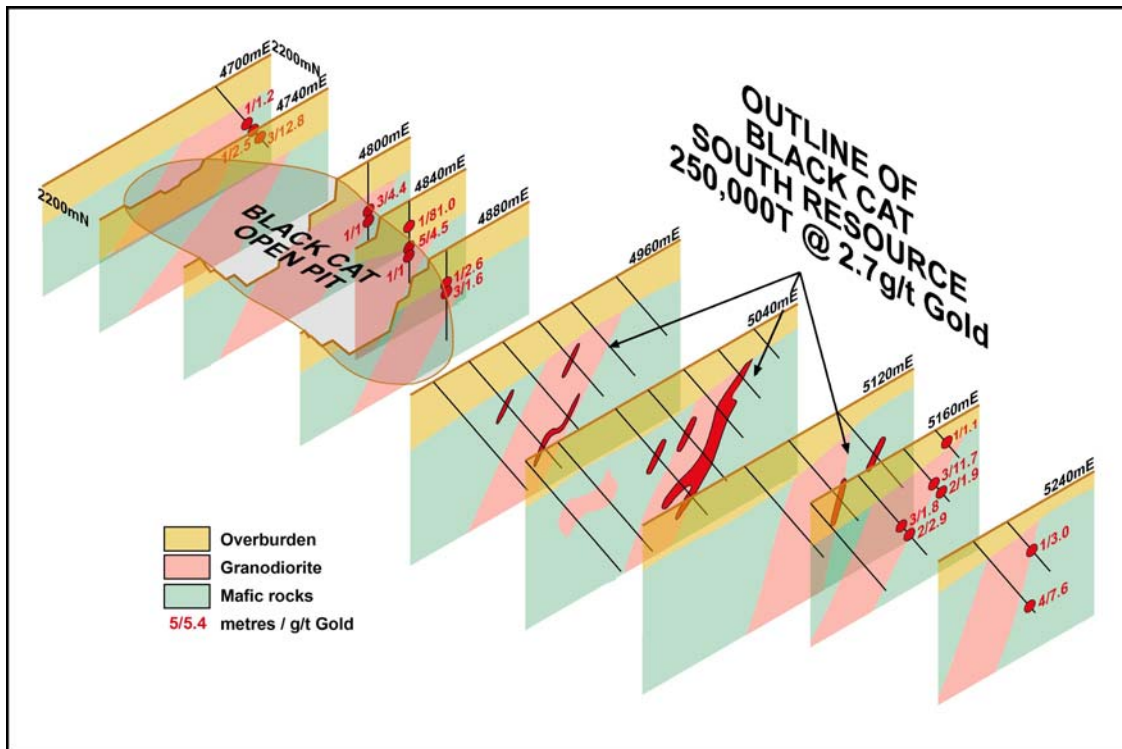 4700mE
2200mN
4740mE
1/1.2
3/12.8
1/2.5
2200mN
4800mE
3/4.4
1/1
4840mE
1/81.0
5/4.5
1/1
4880mE
1/2.6
3/1.6
BLACK CAT
OPEN PIT
OUTLINE OF
BLACK CAT
SOUTH RESOURCE
250,000T @ 2.7g/t Gold
4960mE
5040mE
5120mE
5160mE
1/1.1
3/11.7
2/1.9
3/1.8
2/2.9
5240mE
1/3.0
4/7.6
Overburden
Granodiorite
Mafic rocks
5/5.4 metres / g/t Gold